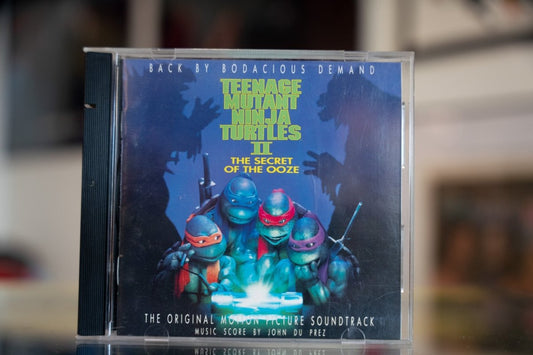 BACK BY BODACIOUS DEMAND
TEENAGE
MUTANT
NINJA
TURTLES
II
THE SECRET
OF THE OOZE
THE ORIGINAL MOTION PICTURE SOUNDTRACK
MUSIC SCORE BY JOHN DU PREZ